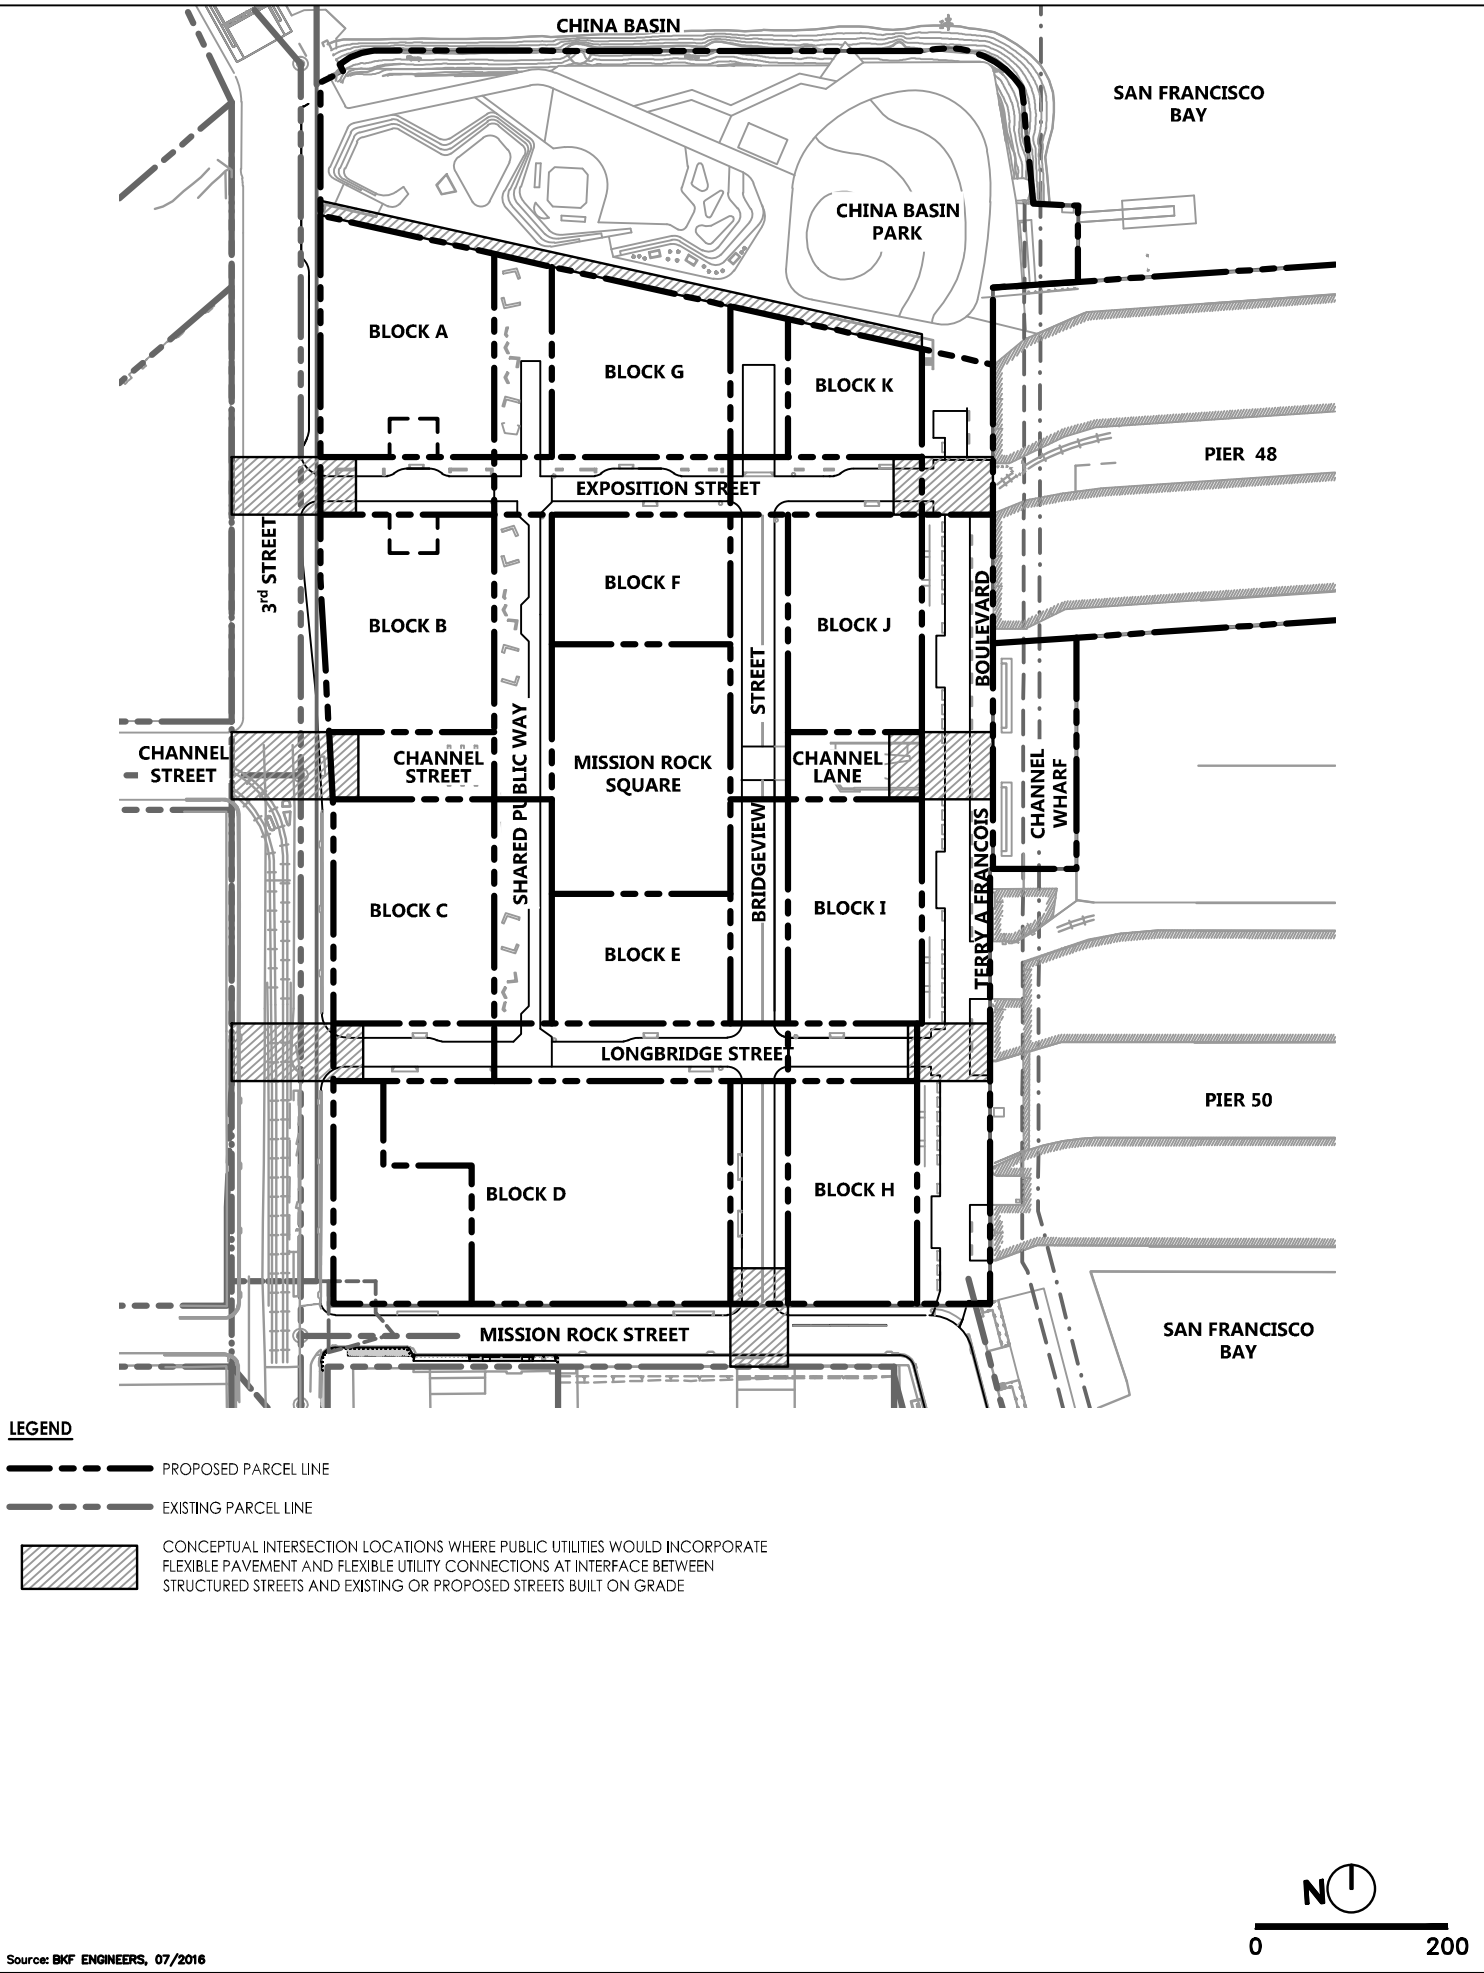 CHINA BASIN
SAN FRANCISCO
BAY
CHINA BASIN
PARK
BLOCK A
BLOCK G
BLOCK K
PIER 48
EXPOSITION STREET
3rd STREET
BLOCK F
BLOCK B
BLOCK J
BOULEVARD
STREET
CHANNEL
STREET
CHANNEL
STREET
SHARED PUBLIC WAY
MISSION ROCK
SQUARE
CHANNEL
LANE
CHANNEL
WHARF
BRIDGEVIEW
TERRY A FRANCOIS
BLOCK C
BLOCK I
BLOCK E
LONGBRIDGE STREET
PIER 50
BLOCK D
BLOCK H
MISSION ROCK STREET
SAN FRANCISCO
BAY
LEGEND
PROPOSED PARCEL LINE
EXISTING PARCEL LINE
CONCEPTUAL INTERSECTION LOCATIONS WHERE PUBLIC UTILITIES WOULD INCORPORATE
FLEXIBLE PAVEMENT AND FLEXIBLE UTILITY CONNECTIONS AT INTERFACE BETWEEN
STRUCTURED STREETS AND EXISTING OR PROPOSED STREETS BUILT ON GRADE
N
0 200
Source: BKF ENGINEERS, 07/2016